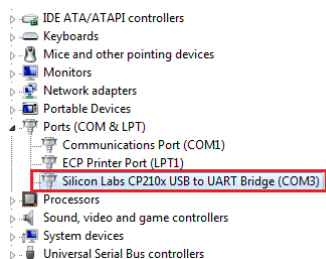 IDE ATA/ATAPI controllers
Keyboards
Mice and other pointing devices
Monitors
Network adapters
Portable Devices
Ports (COM & LPT)
Communications Port (COM1)
ECP Printer Port (LPT1)
Silicon Labs CP210x USB to UART Bridge (COM3)
Processors
Sound, video and game controllers
System devices
Universal Serial Bus controllers